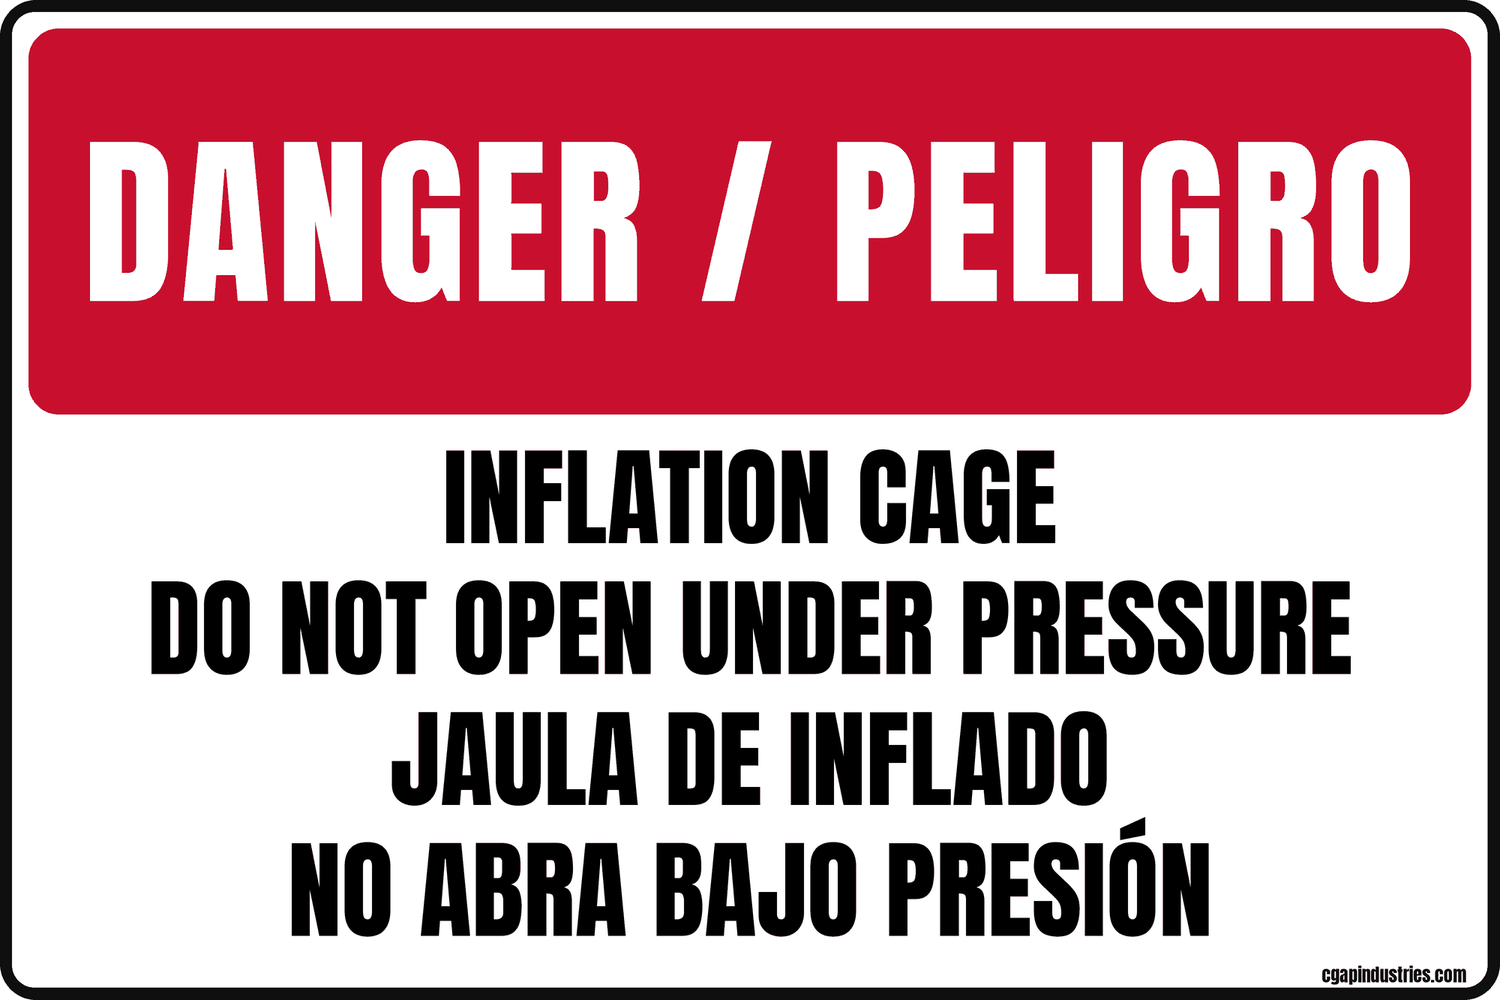 DANGER / PELIGRO
INFLATION CAGE
DO NOT OPEN UNDER PRESSURE
JAULA DE INFLADO
NO ABRA BAJO PRESIÓN
cgapindustries.com